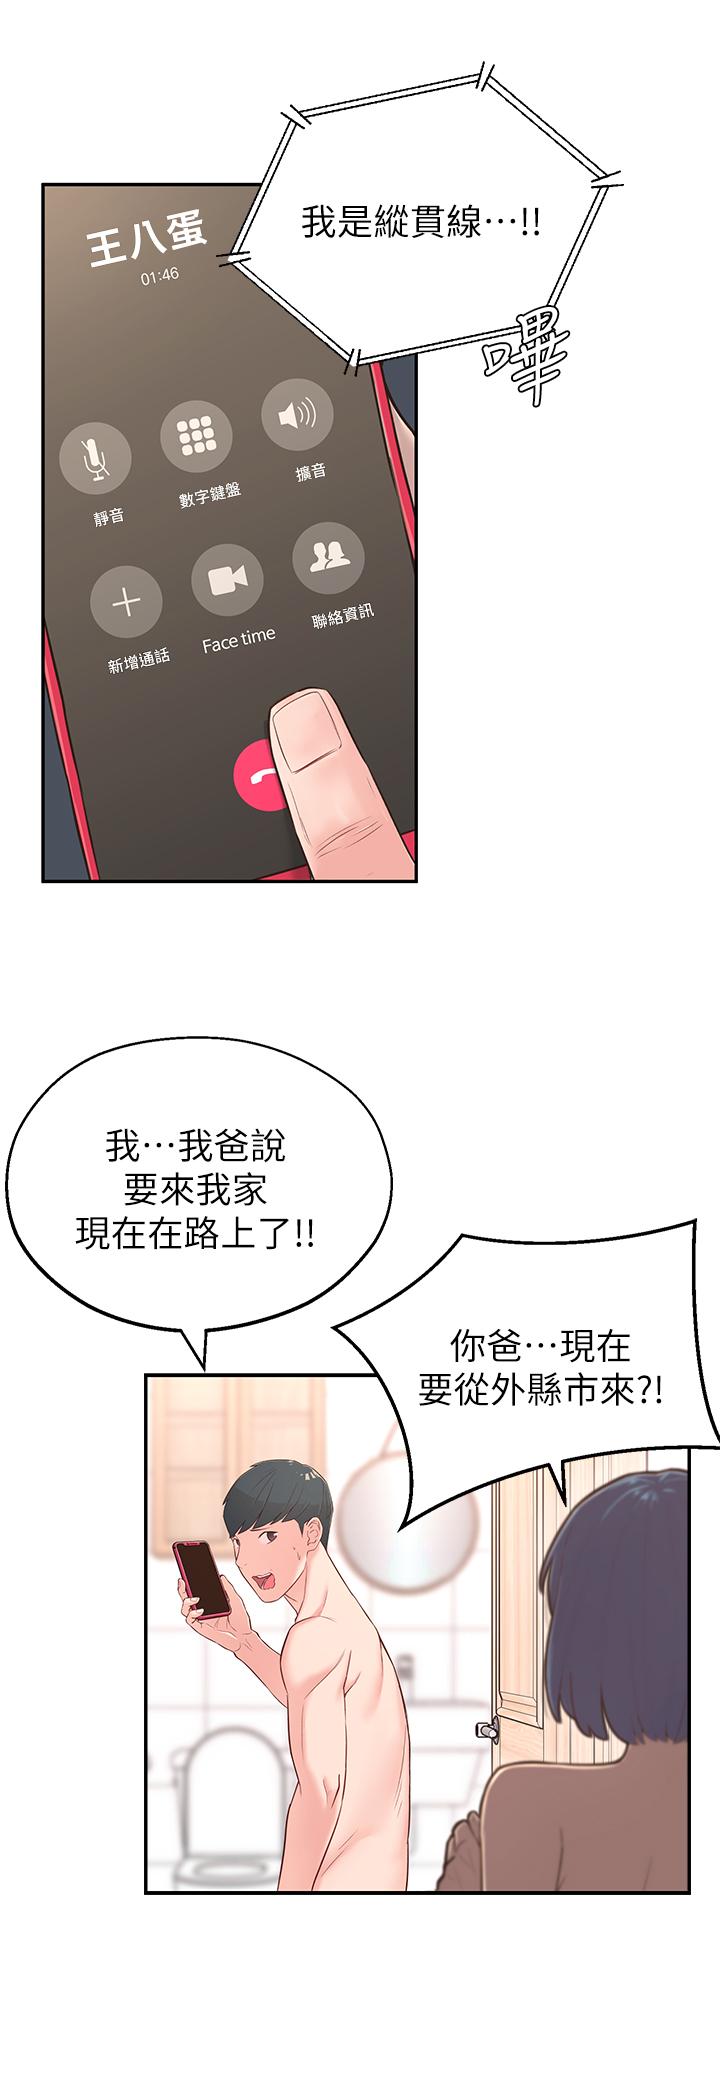 王八蛋
01:46
我是縱貫線…!!
嗶
靜音
數字鍵盤
擴音
新增通話
Face time
聯絡資訊
我…我爸說
要來我家
現在在路上了!!
你爸…現在
要從外縣市來?!